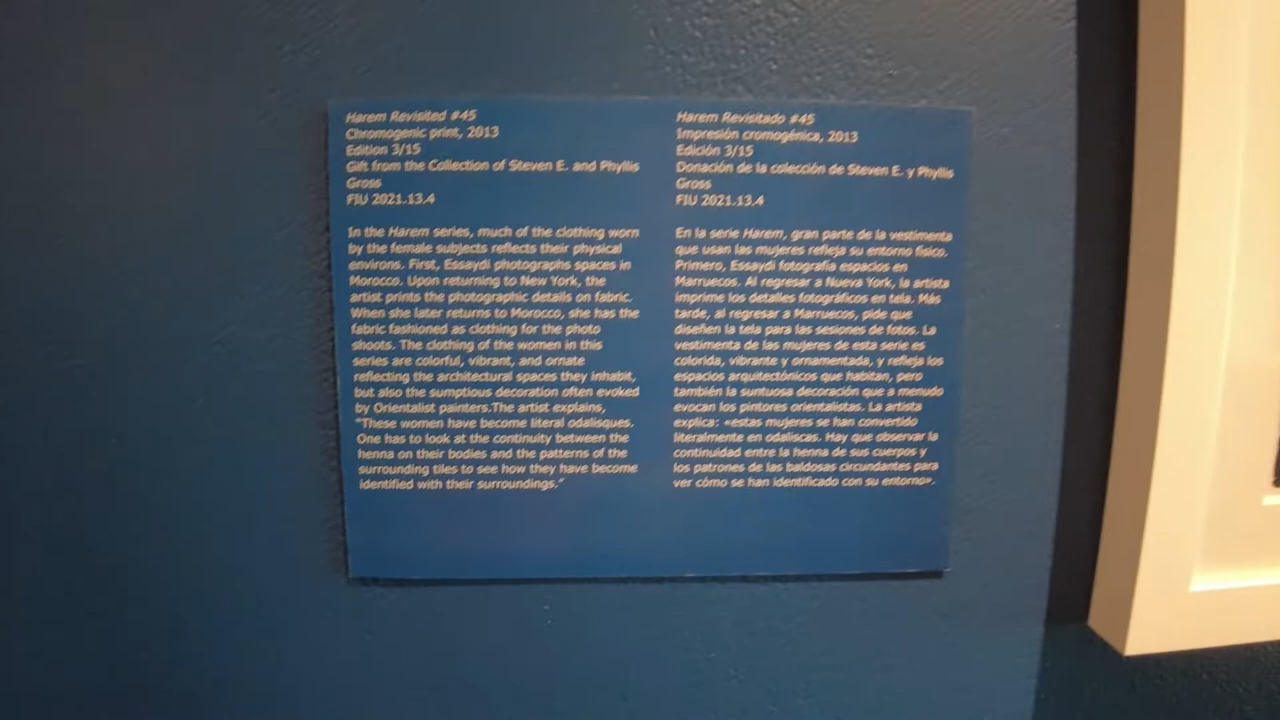 Harem Revisited #45
Chromogenic print, 2013
Edition 3/15
Gift from the Collection of Steven E. and Phyllis
Gross
FIU 2021.13.4
In the Harem series, much of the clothing worn
by the female subjects reflects their physical
environs. First, Essaydi photographs spaces in
Morocco. Upon returning to New York, the
artist prints the photographic details on fabric.
When she later returns to Morocco, she has the
fabric fashioned as clothing for the photo
shoots. The clothing of the women in this
series are colorful, vibrant, and ornate
reflecting the architectural spaces they inhabit,
but also the sumptious decoration often evoked
by Orientalist painters.The artist explains,
"These women have become literal odalisques.
One has to look at the continuity between the
henna on their bodies and the patterns of the
surrounding tiles to see how they have become
identified with their surroundings."
Harem Revisitado #45
Impresión cromogénica, 2013
Edición 3/15
Donación de la colección de Steven E. y Phyllis
Gross
FIU 2021.13.4
En la serie Harem, gran parte de la vestimenta
que usan las mujeres refleja su entorno físico.
Primero, Essaydi fotografía espacios en
Marruecos. Al regresar a Nueva York, la artista
imprime los detalles fotográficos en tela. Más
tarde, al regresar a Marruecos, pide que
diseñen la tela para las sesiones de fotos. La
vestimenta de las mujeres de esta serie es
colorida, vibrante y ornamentada, y refleja los
espacios arquitectónicos que habitan, pero
también la suntuosa decoración que a menudo
evocan los pintores orientalistas. La artista
explica: «estas mujeres se han convertido
literalmente en odaliscas. Hay que observar la
continuidad entre la henna de sus cuerpos y
los patrones de las baldosas circundantes para
ver cómo se han identificado con su entorno».